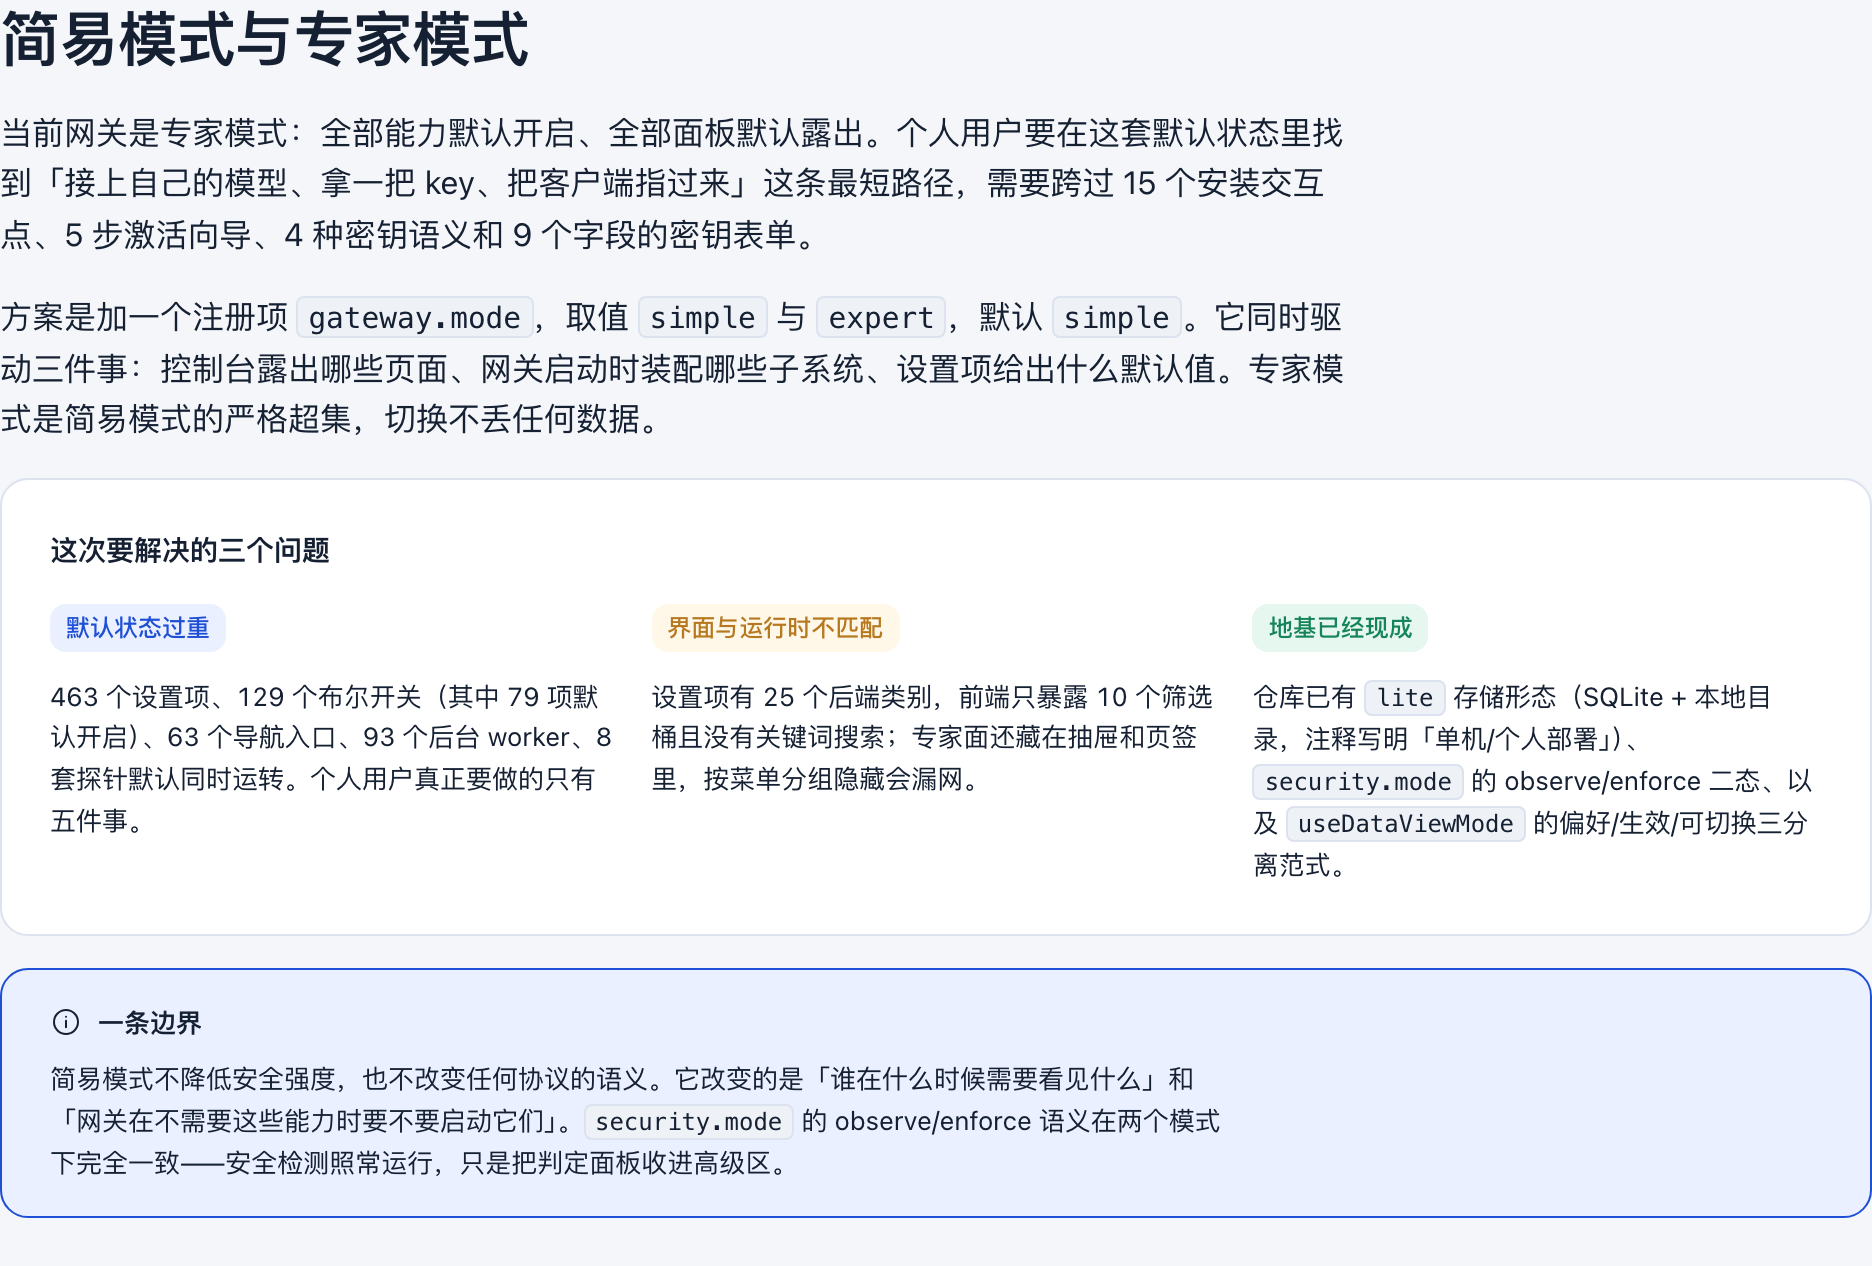 简易模式与专家模式
当前网关是专家模式：全部能力默认开启、全部面板默认露出。个人用户要在这套默认状态里找
到「接上自己的模型、拿一把 key、把客户端指过来」这条最短路径，需要跨过 15 个安装交互
点、5 步激活向导、4 种密钥语义和 9 个字段的密钥表单。
方案是加一个注册项 gateway.mode，取值 simple 与 expert，默认 simple。它同时驱
动三件事：控制台露出哪些页面、网关启动时装配哪些子系统、设置项给出什么默认值。专家模
式是简易模式的严格超集，切换不丢任何数据。
这次要解决的三个问题
默认状态过重
463 个设置项、129 个布尔开关（其中 79 项默
认开启）、63 个导航入口、93 个后台 worker、8
套探针默认同时运转。个人用户真正要做的只有
五件事。
界面与运行时不匹配
设置项有 25 个后端类别，前端只暴露 10 个筛选
桶且没有关键词搜索；专家面还藏在抽屉和页签
里，按菜单分组隐藏会漏网。
地基已经现成
仓库已有 lite 存储形态（SQLite + 本地目
录，注释写明「单机/个人部署」）、
security.mode 的 observe/enforce 二态、以
及 useDataViewMode 的偏好/生效/可切换三分
离范式。
一条边界
简易模式不降低安全强度，也不改变任何协议的语义。它改变的是「谁在什么时候需要看见什么」和
「网关在不需要这些能力时要不要启动它们」。security.mode 的 observe/enforce 语义在两个模式
下完全一致——安全检测照常运行，只是把判定面板收进高级区。